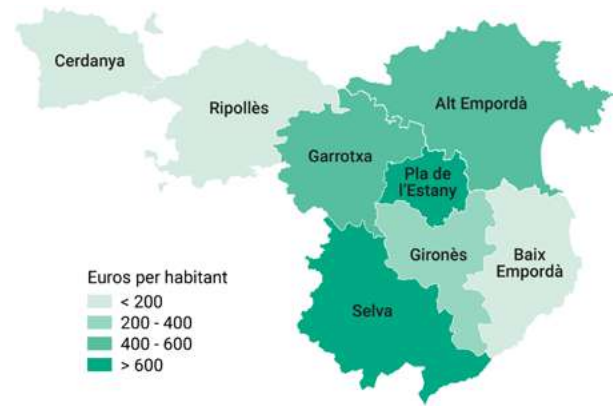 Cerdanya
Ripollès
Alt Empordà
Garrotxa
Pla de
l'Estany
Gironès
Baix
Empordà
Selva
Euros per habitant
< 200
200 - 400
400 - 600
> 600